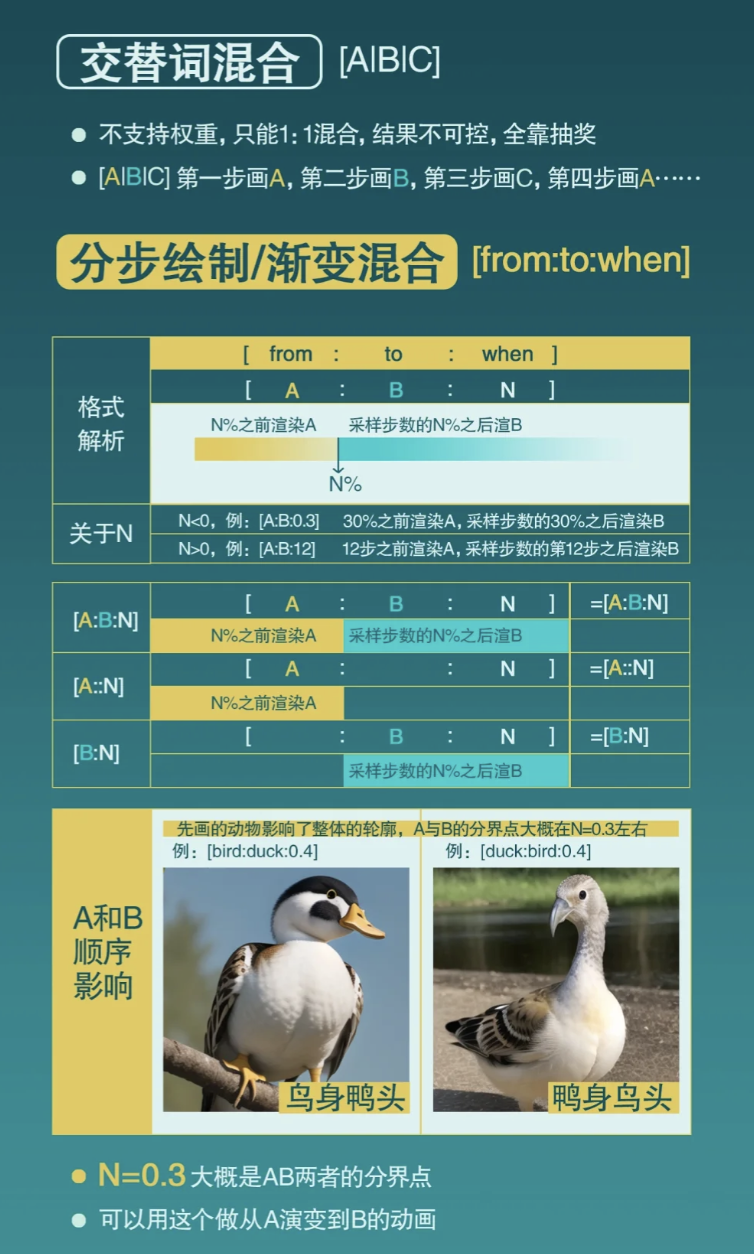 交替词混合 [A|B|C]
不支持权重, 只能1: 1混合, 结果不可控, 全靠抽奖
[A|B|C] 第一步画A, 第二步画B, 第三步画C, 第四步画A……
分步绘制/渐变混合 [from:to:when]
格式
解析
[ from : to : when ]
[ A : B : N ]
N%之前渲染A 采样步数的N%之后渲B
N%
关于N
N<0, 例: [A:B:0.3] 30%之前渲染A, 采样步数的30%之后渲染B
N>0, 例: [A:B:12] 12步之前渲染A, 采样步数的第12步之后渲染B
[A:B:N]
[ A : B : N ] =[A:B:N]
N%之前渲染A 采样步数的N%之后渲B
[A::N]
[ A : : N ] =[A::N]
N%之前渲染A
[B:N]
[ : B : N ] =[B:N]
采样步数的N%之后渲B
A和B
顺序
影响
先画的动物影响了整体的轮廓, A与B的分界点大概在N=0.3左右
例: [bird:duck:0.4] 例: [duck:bird:0.4]
鸟身鸭头 鸭身鸟头
N=0.3 大概是AB两者的分界点
可以用这个做从A演变到B的动画